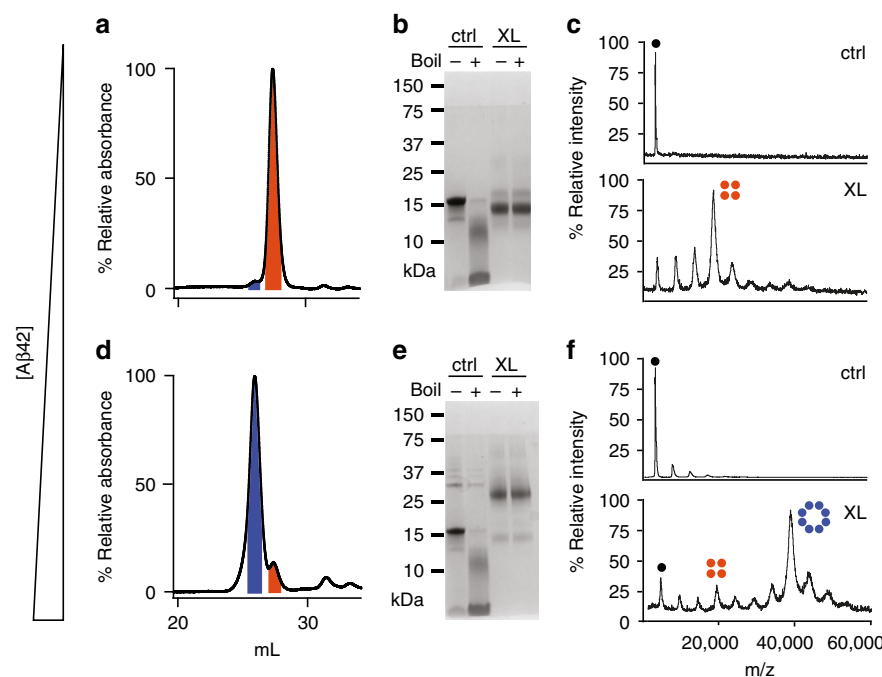 a
% Relative absorbance
100
50
0
b
ctrl XL
Boil – + – +
150
75
37
25
15
10
kDa
c
% Relative intensity
100
75
50
25
ctrl
100
75
50
25
XL
[Aβ42]
d
% Relative absorbance
100
50
0
20 30
mL
e
ctrl XL
Boil – + – +
150
75
37
25
15
10
kDa
f
% Relative intensity
100
75
50
25
0
ctrl
100
75
50
25
0
XL
20,000 40,000 60,000
m/z